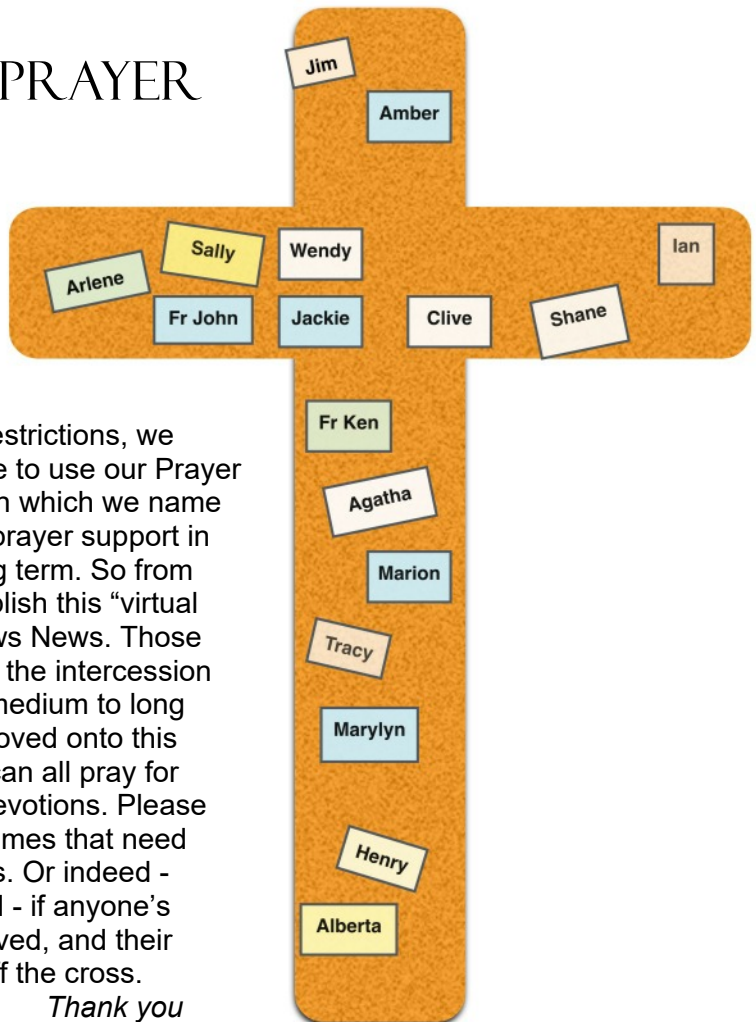 PRAYER
Jim
Amber
Arlene
Sally
Wendy
Ian
Fr John
Jackie
Clive
Shane
Fr Ken
Agatha
Marion
Tracy
Marylyn
Henry
Alberta
estrictions, we
e to use our Prayer
n which we name
prayer support in
g term. So from
lish this “virtual
ws News. Those
the intercession
medium to long
oved onto this
can all pray for
evotions. Please
mes that need
s. Or indeed -
l - if anyone’s
ved, and their
f the cross.
Thank you